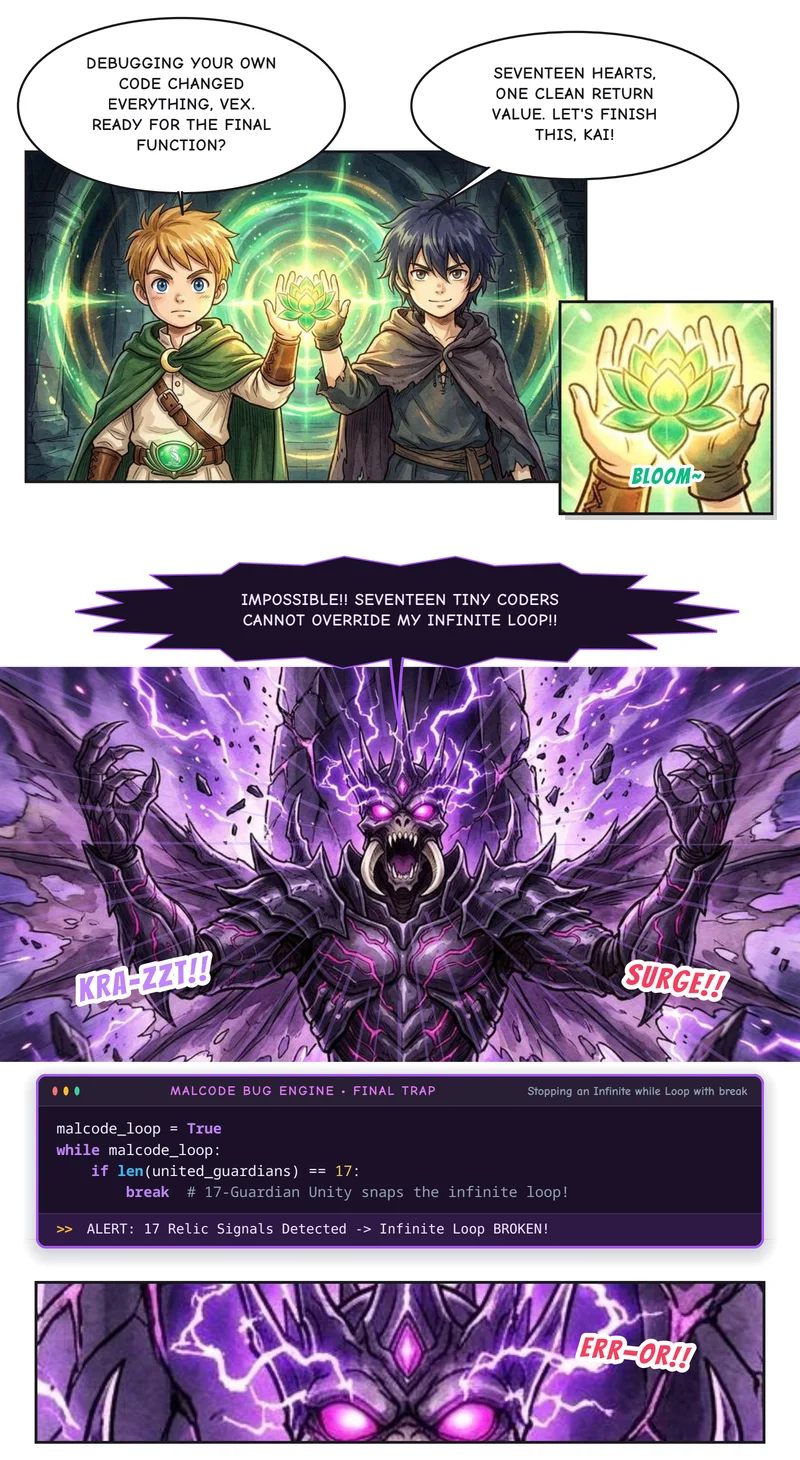 DEBUGGING YOUR OWN
CODE CHANGED
EVERYTHING, VEX.
READY FOR THE FINAL
FUNCTION?
SEVENTEEN HEARTS,
ONE CLEAN RETURN
VALUE. LET'S FINISH
THIS, KAI!
BLOOM~
IMPOSSIBLE!! SEVENTEEN TINY CODERS
CANNOT OVERRIDE MY INFINITE LOOP!!
KRA-ZZT!!
SURGE!!
MALCODE BUG ENGINE • FINAL TRAP
Stopping an Infinite while Loop with break
malcode_loop = True
while malcode_loop:
    if len(united_guardians) == 17:
        break  # 17-Guardian Unity snaps the infinite loop!
>> ALERT: 17 Relic Signals Detected -> Infinite Loop BROKEN!
ERR-OR!!